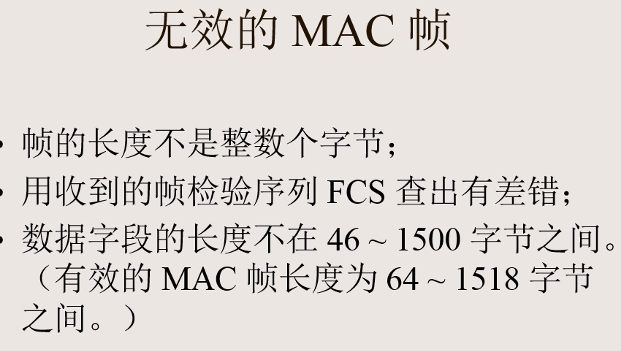 无效的 MAC 帧
• 帧的长度不是整数个字节；
• 用收到的帧检验序列 FCS 查出有差错；
• 数据字段的长度不在 46 ~ 1500 字节之间。
（有效的 MAC 帧长度为 64 ~ 1518 字节
之间。）